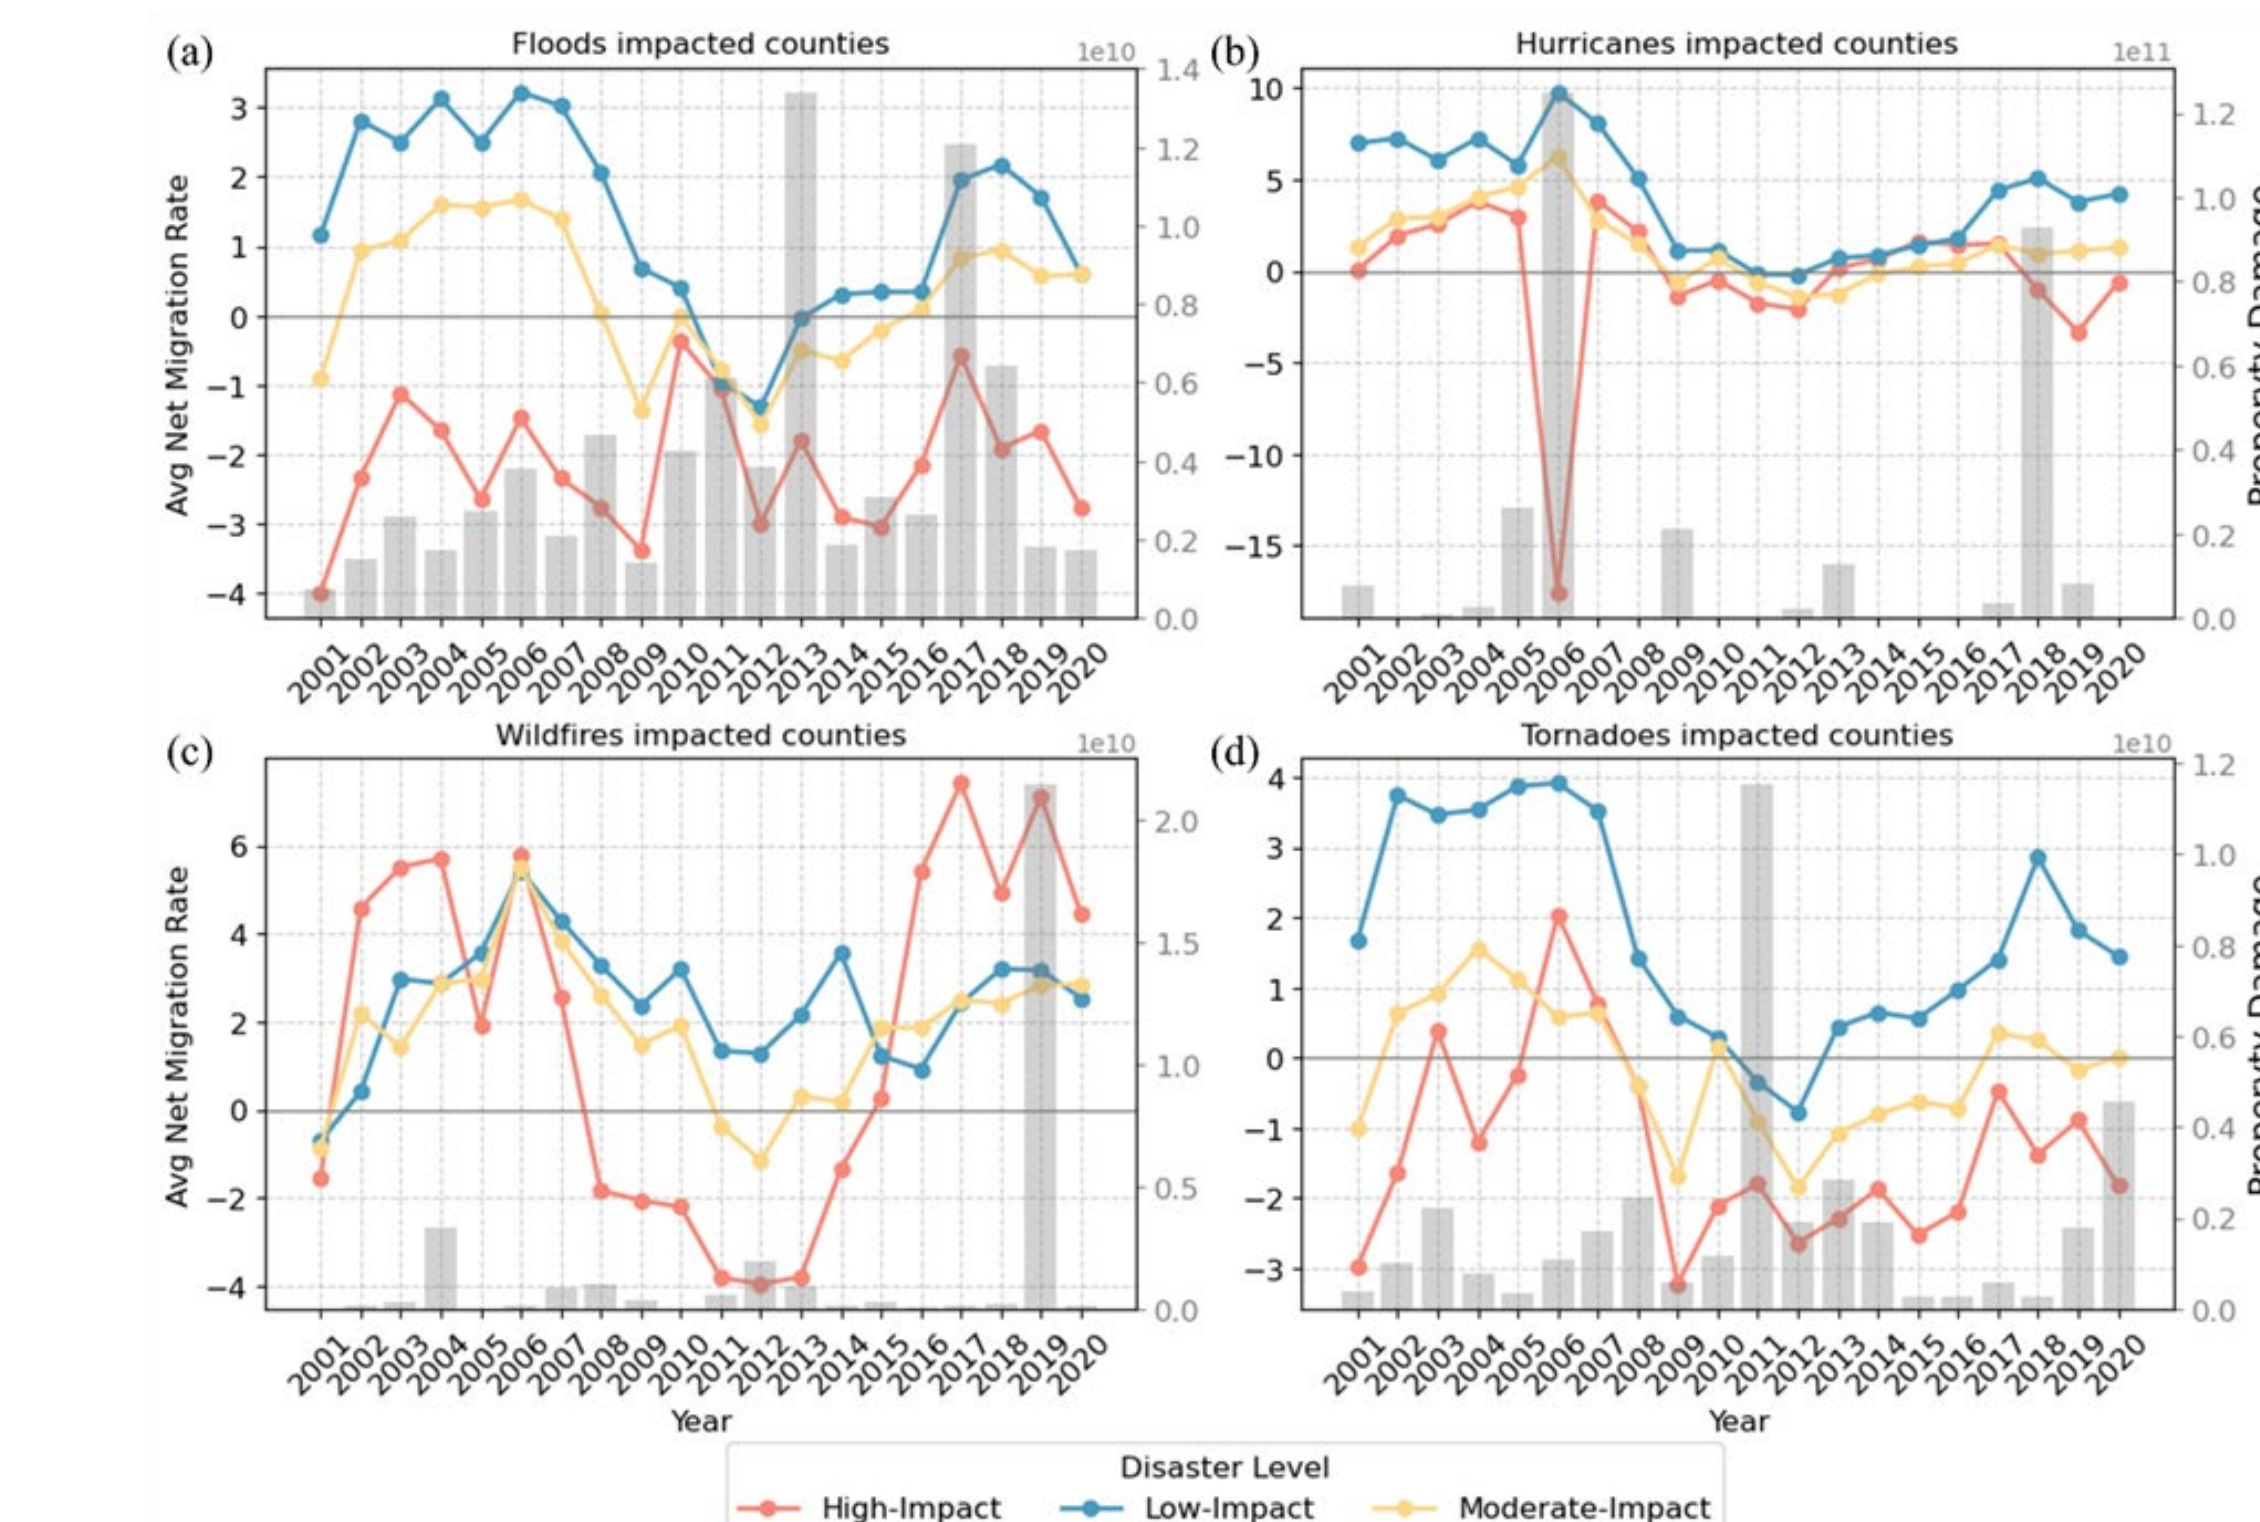 (a)
Floods impacted counties
1e10
Avg Net Migration Rate
3
2
1
0
−1
−2
−3
−4
1.4
1.2
1.0
0.8
0.6
0.4
0.2
0.0
2001 2002 2003 2004 2005 2006 2007 2008 2009 2010 2011 2012 2013 2014 2015 2016 2017 2018 2019 2020
(b)
Hurricanes impacted counties
1e11
10
5
0
−5
−10
−15
1.2
1.0
0.8
0.6
0.4
0.2
0.0
Property Damage
2001 2002 2003 2004 2005 2006 2007 2008 2009 2010 2011 2012 2013 2014 2015 2016 2017 2018 2019 2020
(c)
Wildfires impacted counties
1e10
Avg Net Migration Rate
6
4
2
0
−2
−4
2.0
1.5
1.0
0.5
0.0
2001 2002 2003 2004 2005 2006 2007 2008 2009 2010 2011 2012 2013 2014 2015 2016 2017 2018 2019 2020
Year
(d)
Tornadoes impacted counties
1e10
4
3
2
1
0
−1
−2
−3
1.2
1.0
0.8
0.6
0.4
0.2
0.0
Property Damage
2001 2002 2003 2004 2005 2006 2007 2008 2009 2010 2011 2012 2013 2014 2015 2016 2017 2018 2019 2020
Year
Disaster Level
High-Impact Low-Impact Moderate-Impact